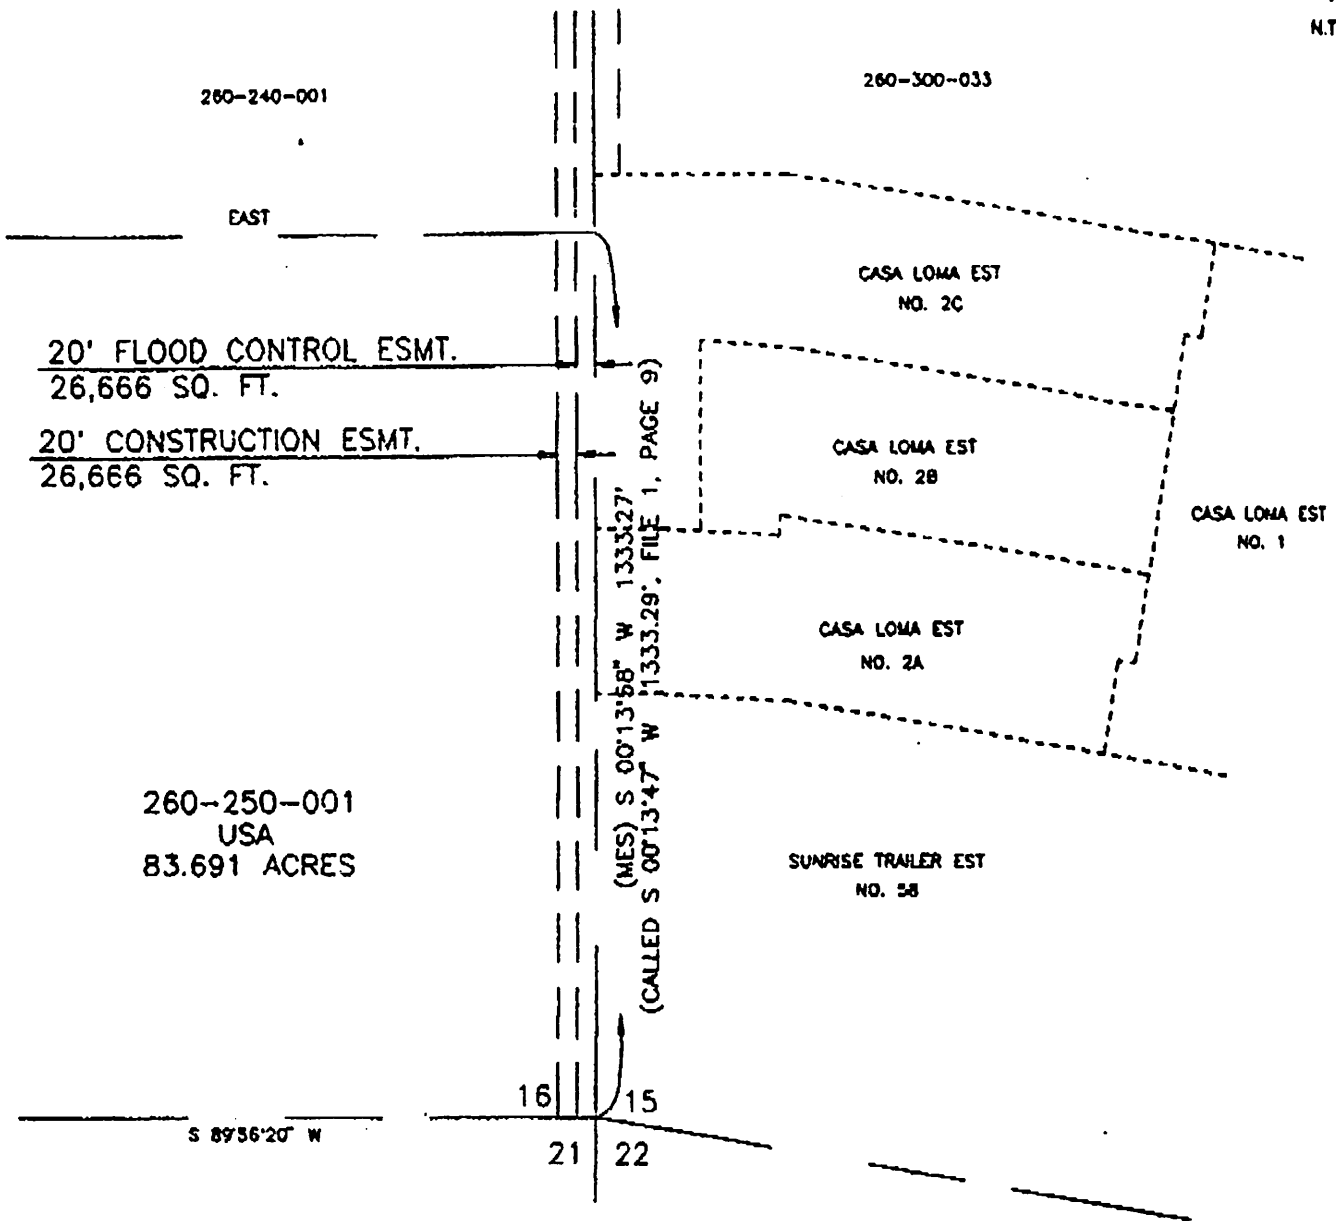 N.T
260-240-001
260-300-033
EAST
CASA LOMA EST
NO. 2C
20' FLOOD CONTROL ESMT.
26,666 SQ. FT.
20' CONSTRUCTION ESMT.
26,666 SQ. FT.
CASA LOMA EST
NO. 2B
CASA LOMA EST
NO. 1
(MES) S 00°13'58" W 1333.27'
(CALLED S 00°13'47" W 1333.29', FILE 1, PAGE 9)
CASA LOMA EST
NO. 2A
260-250-001
USA
83.691 ACRES
SUNRISE TRAILER EST
NO. 5B
16 15
S 89°56'20" W
21 22